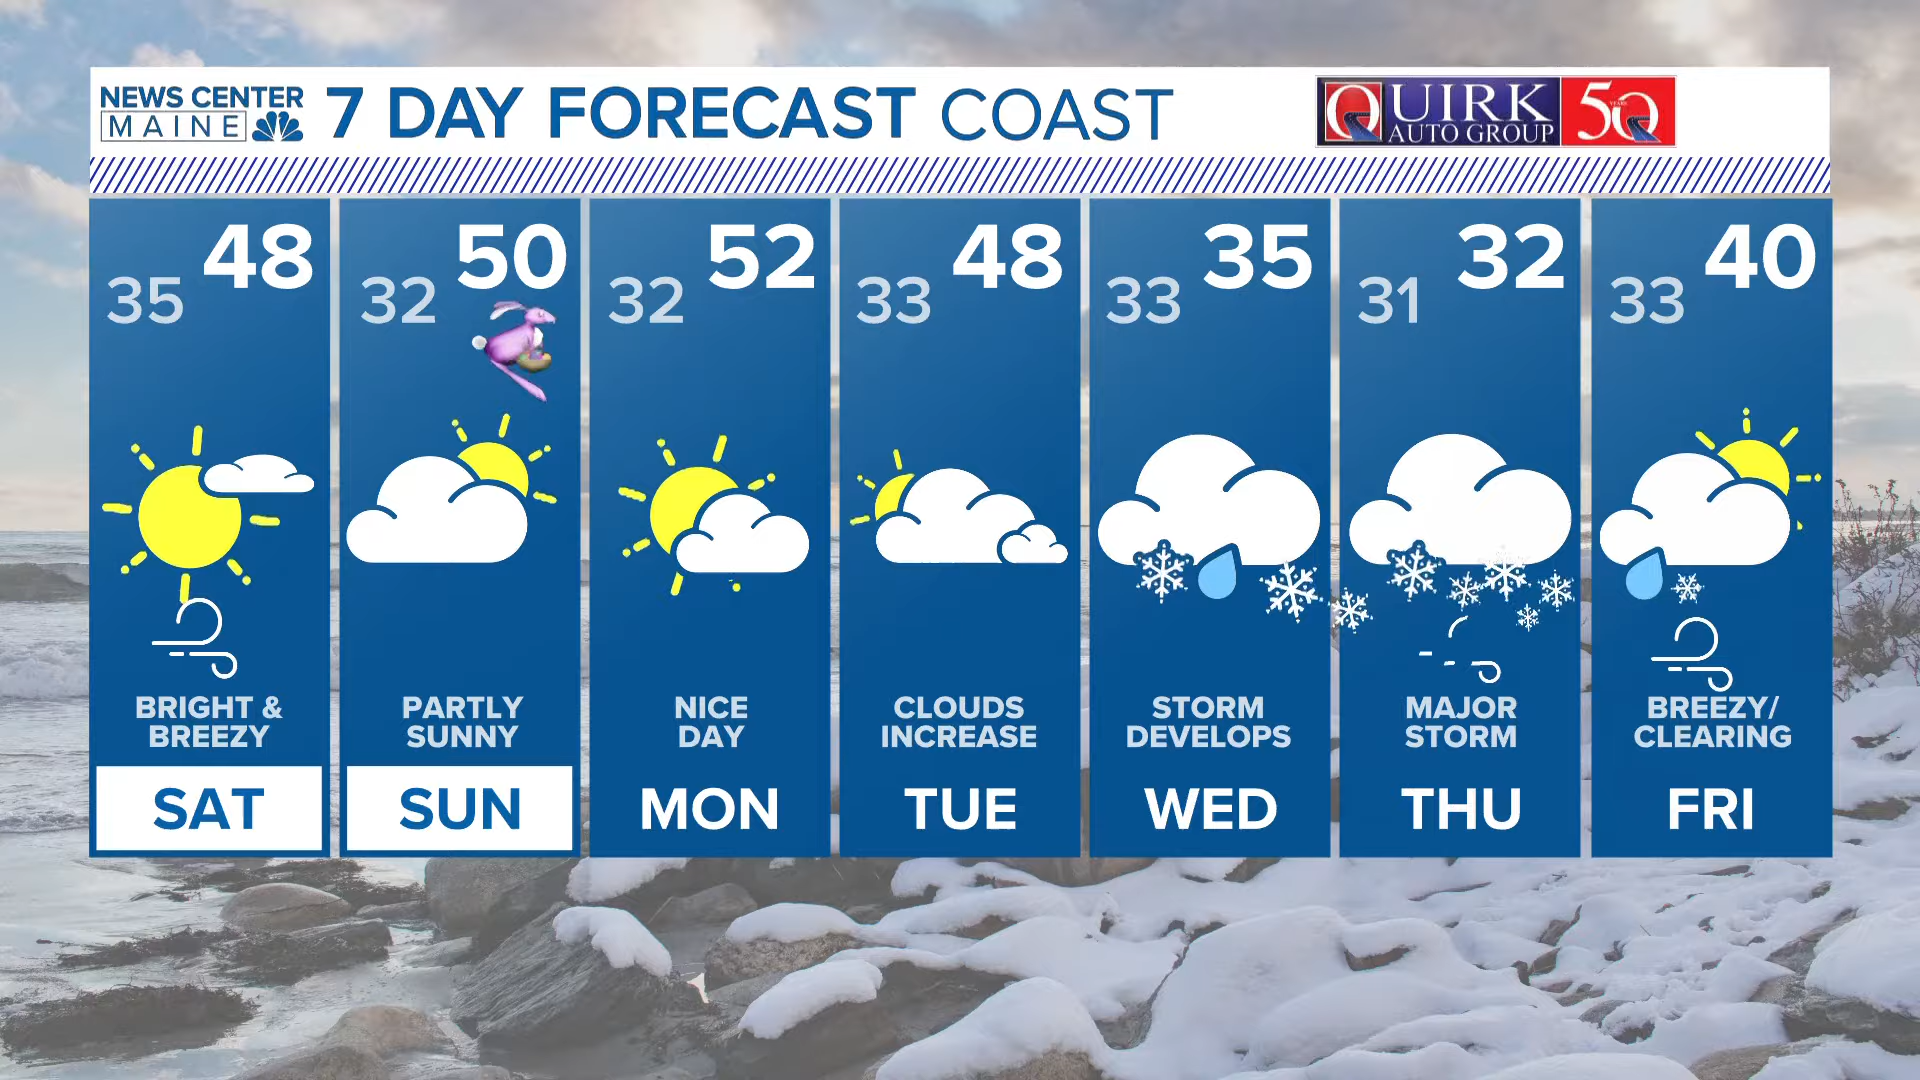 NEWS CENTER
MAINE
7 DAY FORECAST COAST
QUIRK
AUTO GROUP
50
YEARS
35 48
BRIGHT &
BREEZY
SAT
32 50
PARTLY
SUNNY
SUN
32 52
NICE
DAY
MON
33 48
CLOUDS
INCREASE
TUE
33 35
STORM
DEVELOPS
WED
31 32
MAJOR
STORM
THU
33 40
BREEZY/
CLEARING
FRI